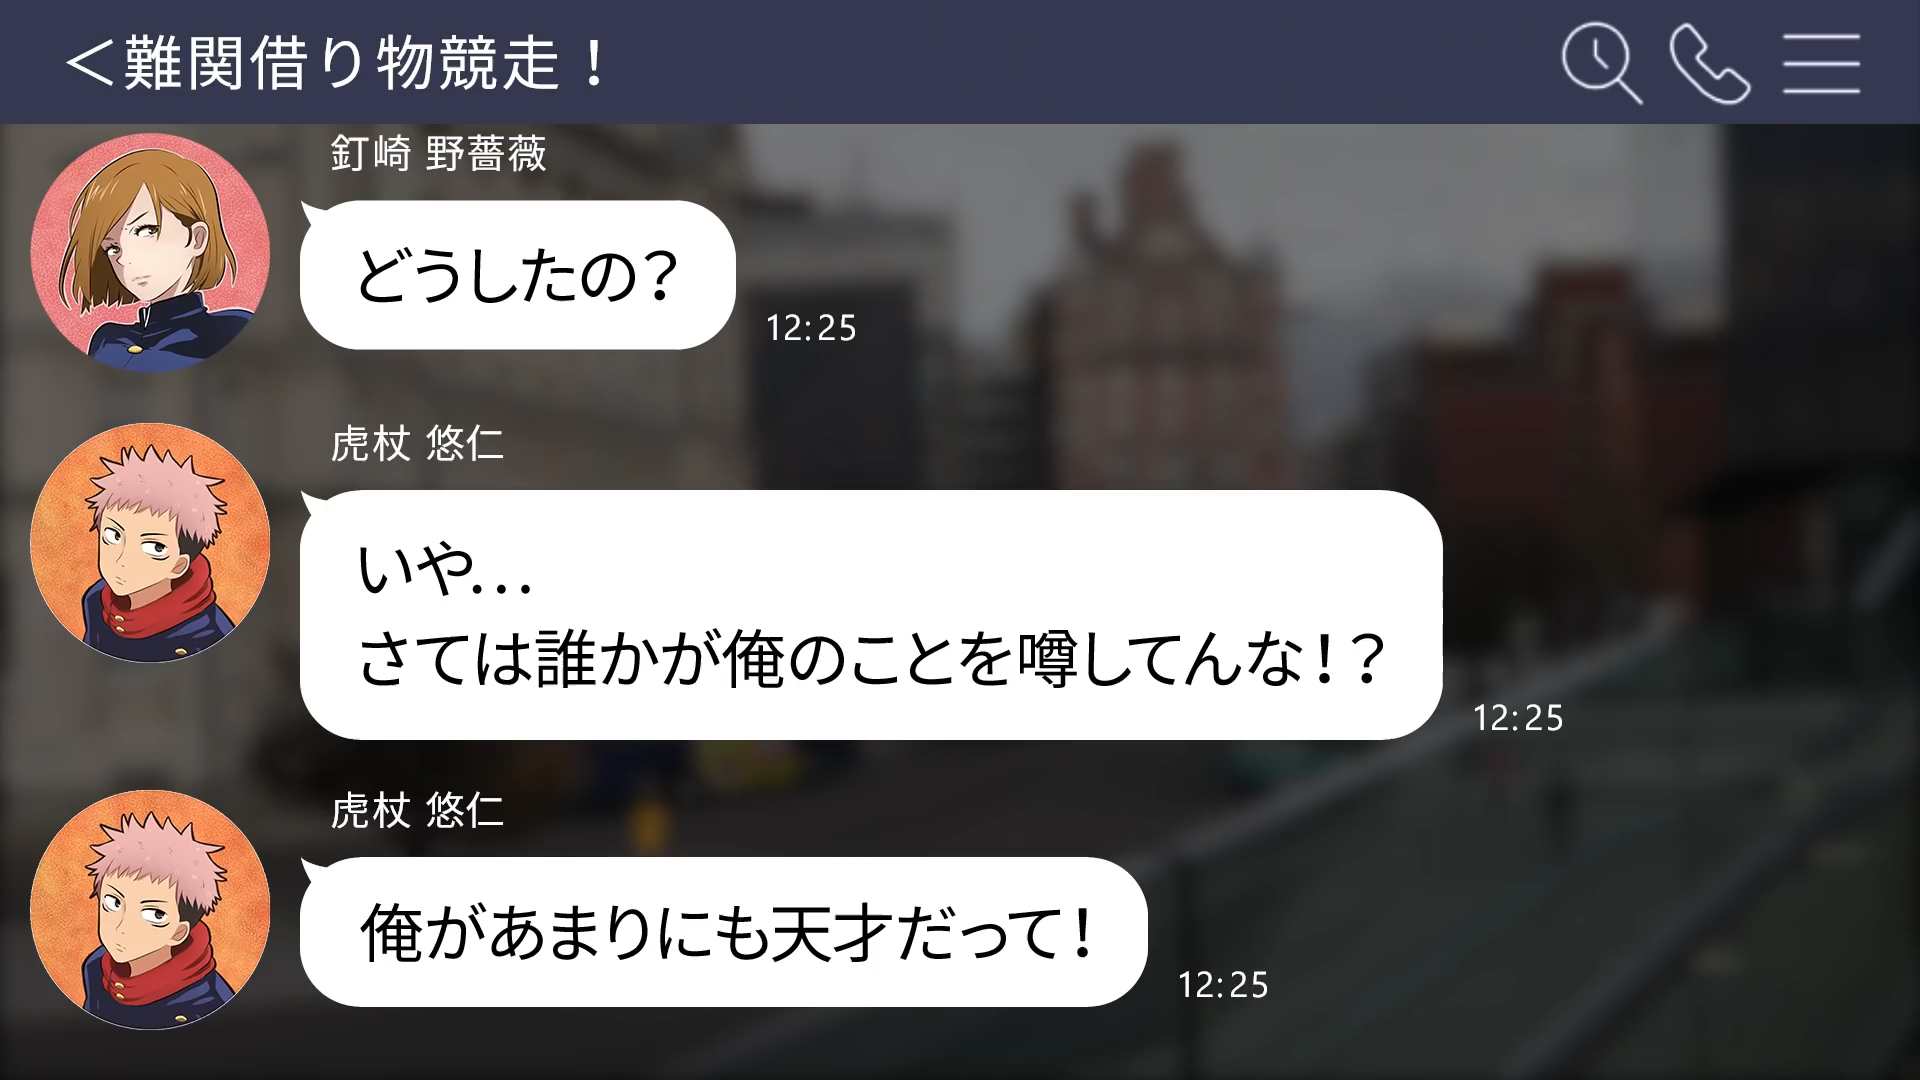 ＜難関借り物競走！
釘崎 野薔薇
どうしたの？
12:25
虎杖 悠仁
いや…
さては誰かが俺のことを噂してんな！？
12:25
虎杖 悠仁
俺があまりにも天才だって！
12:25